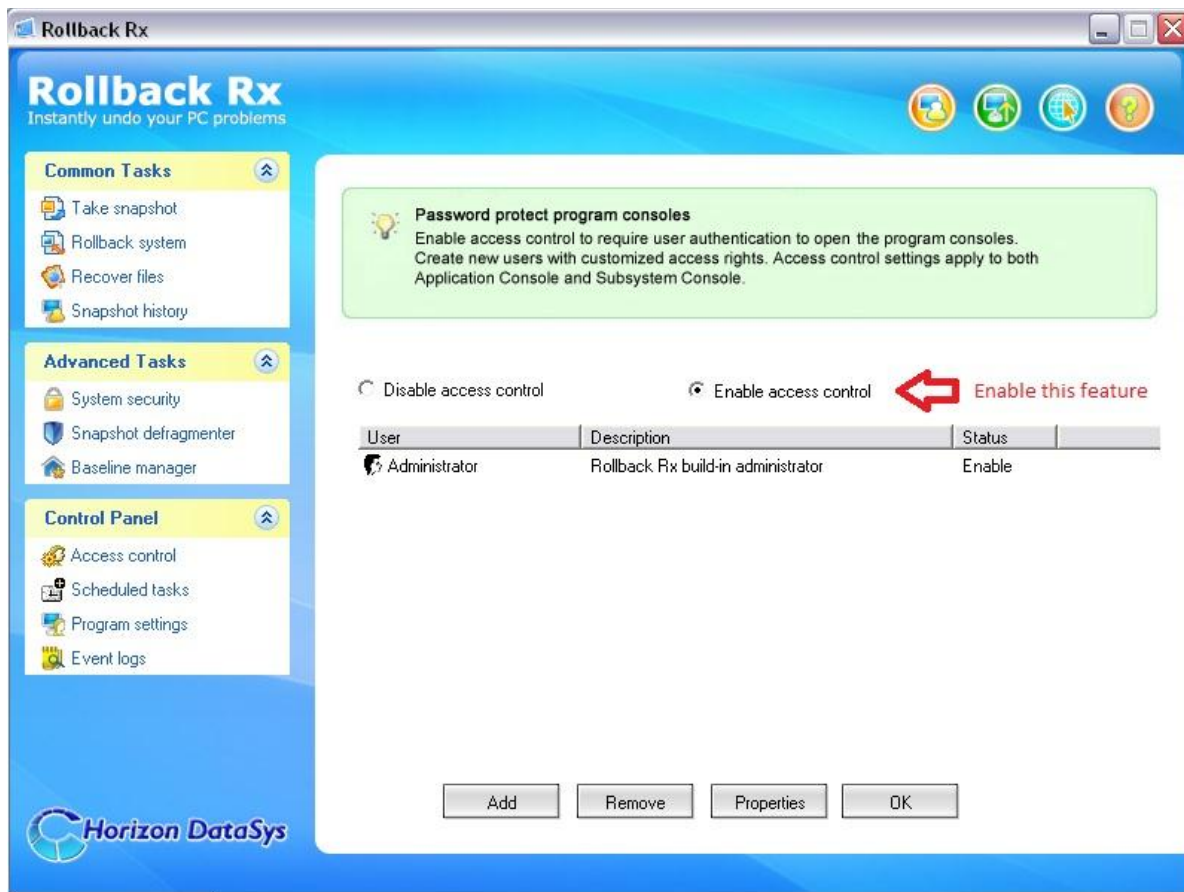 Rollback Rx
Rollback Rx
Instantly undo your PC problems
Common Tasks
Take snapshot
Rollback system
Recover files
Snapshot history
Advanced Tasks
System security
Snapshot defragmenter
Baseline manager
Control Panel
Access control
Scheduled tasks
Program settings
Event logs
Horizon DataSys
Password protect program consoles
Enable access control to require user authentication to open the program consoles.
Create new users with customized access rights. Access control settings apply to both
Application Console and Subsystem Console.
Disable access control
Enable access control
Enable this feature
User Description Status
Administrator Rollback Rx build-in administrator Enable
Add Remove Properties OK